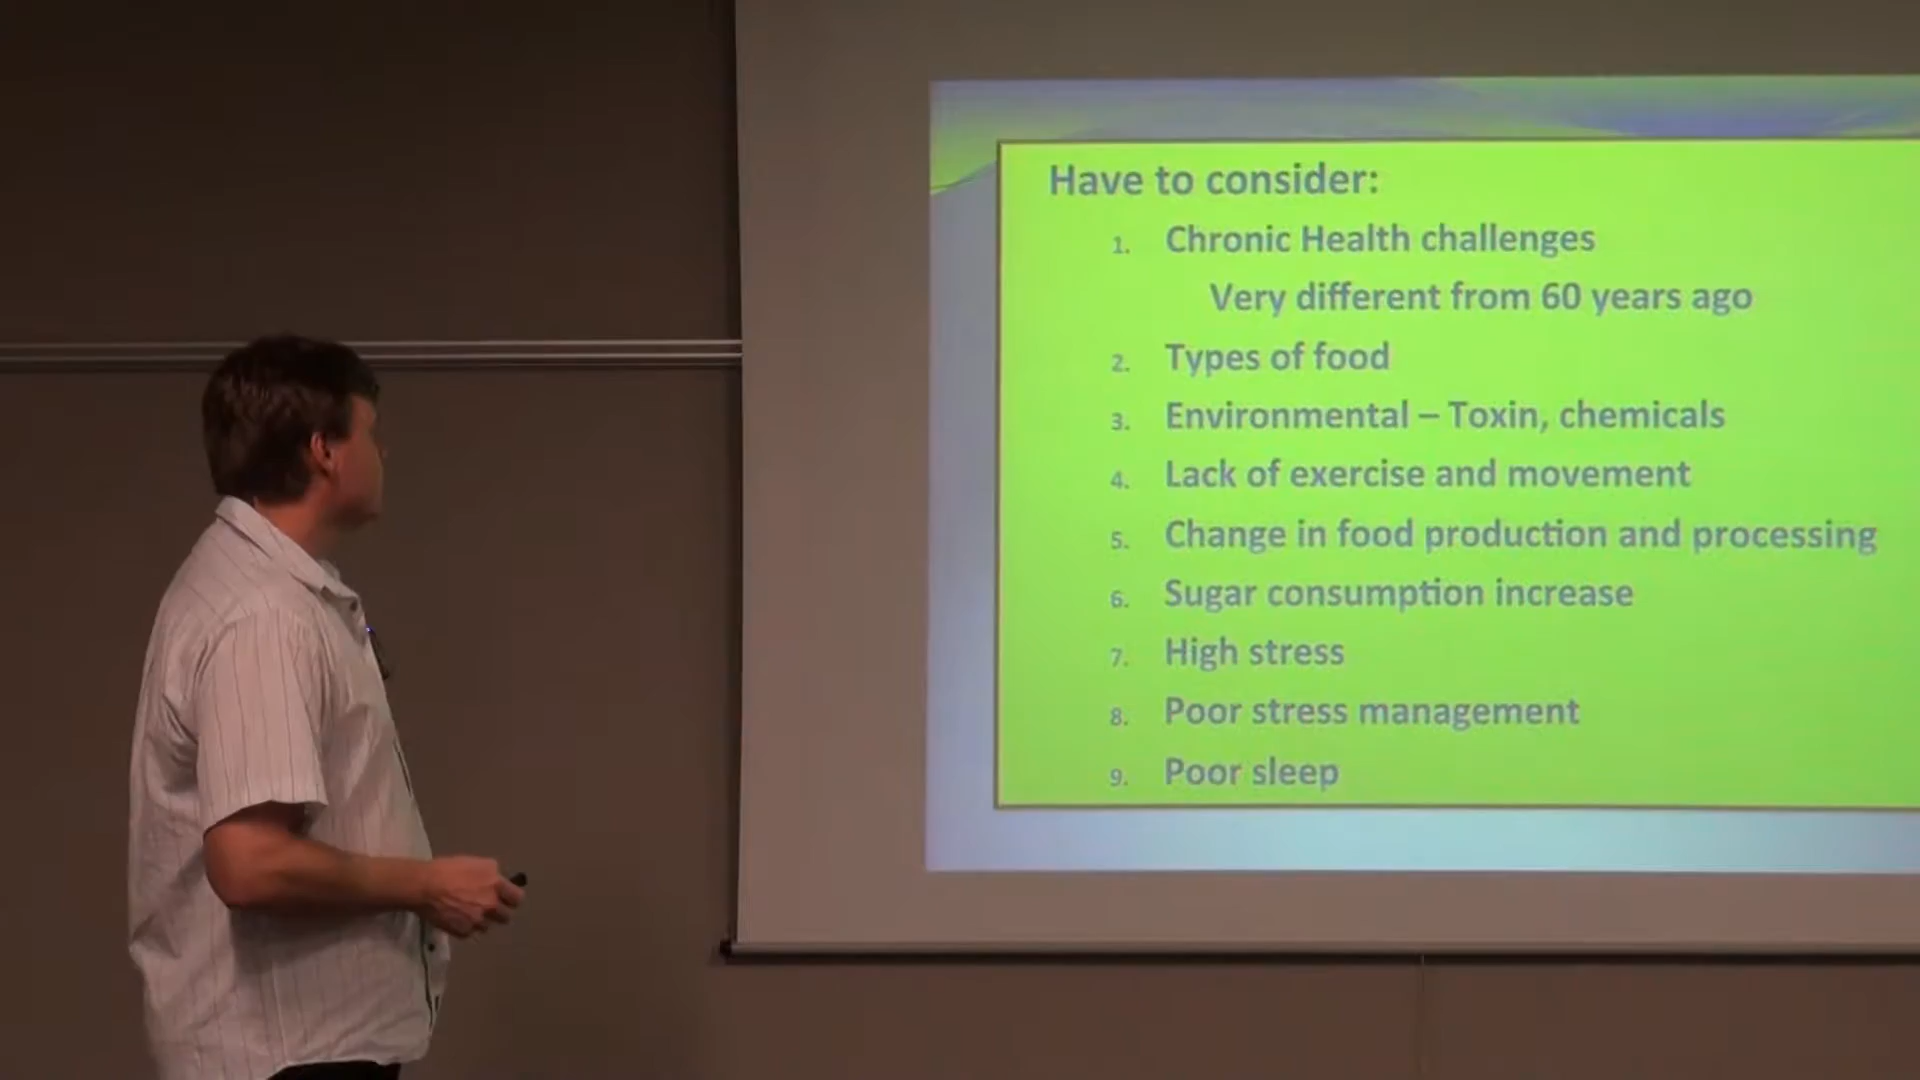 Have to consider:
1. Chronic Health challenges
Very different from 60 years ago
2. Types of food
3. Environmental – Toxin, chemicals
4. Lack of exercise and movement
5. Change in food production and processing
6. Sugar consumption increase
7. High stress
8. Poor stress management
9. Poor sleep